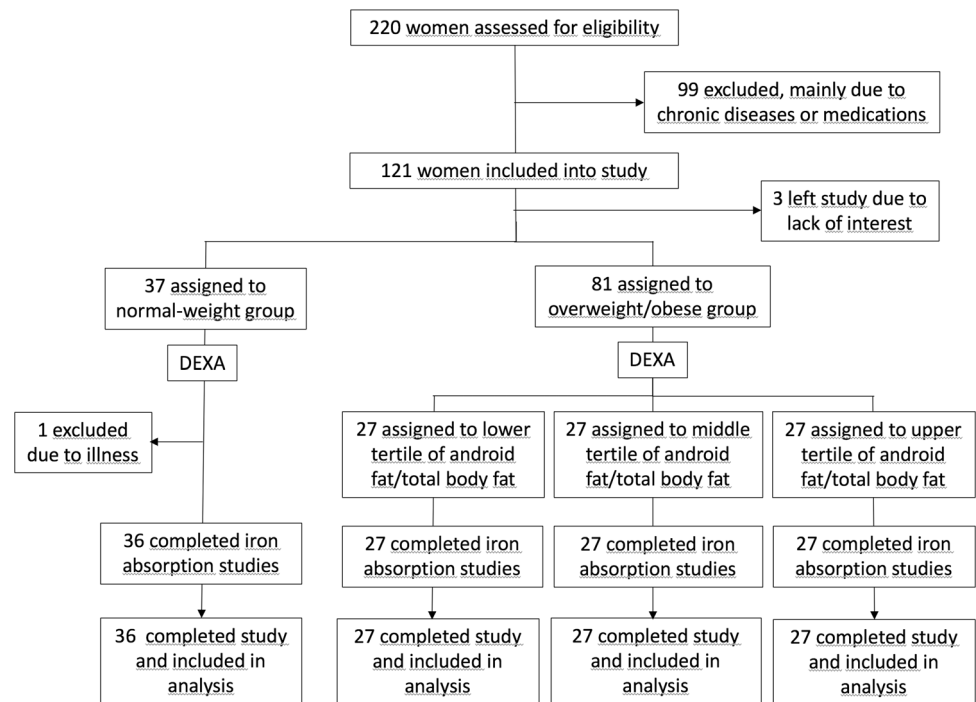 220 women assessed for eligibility
99 excluded, mainly due to
chronic diseases or medications
121 women included into study
3 left study due to
lack of interest
37 assigned to
normal-weight group
81 assigned to
overweight/obese group
DEXA
DEXA
1 excluded
due to illness
27 assigned to lower
tertile of android
fat/total body fat
27 assigned to middle
tertile of android
fat/total body fat
27 assigned to upper
tertile of android
fat/total body fat
36 completed iron
absorption studies
27 completed iron
absorption studies
27 completed iron
absorption studies
27 completed iron
absorption studies
36 completed study
and included in
analysis
27 completed study
and included in
analysis
27 completed study
and included in
analysis
27 completed study
and included in
analysis